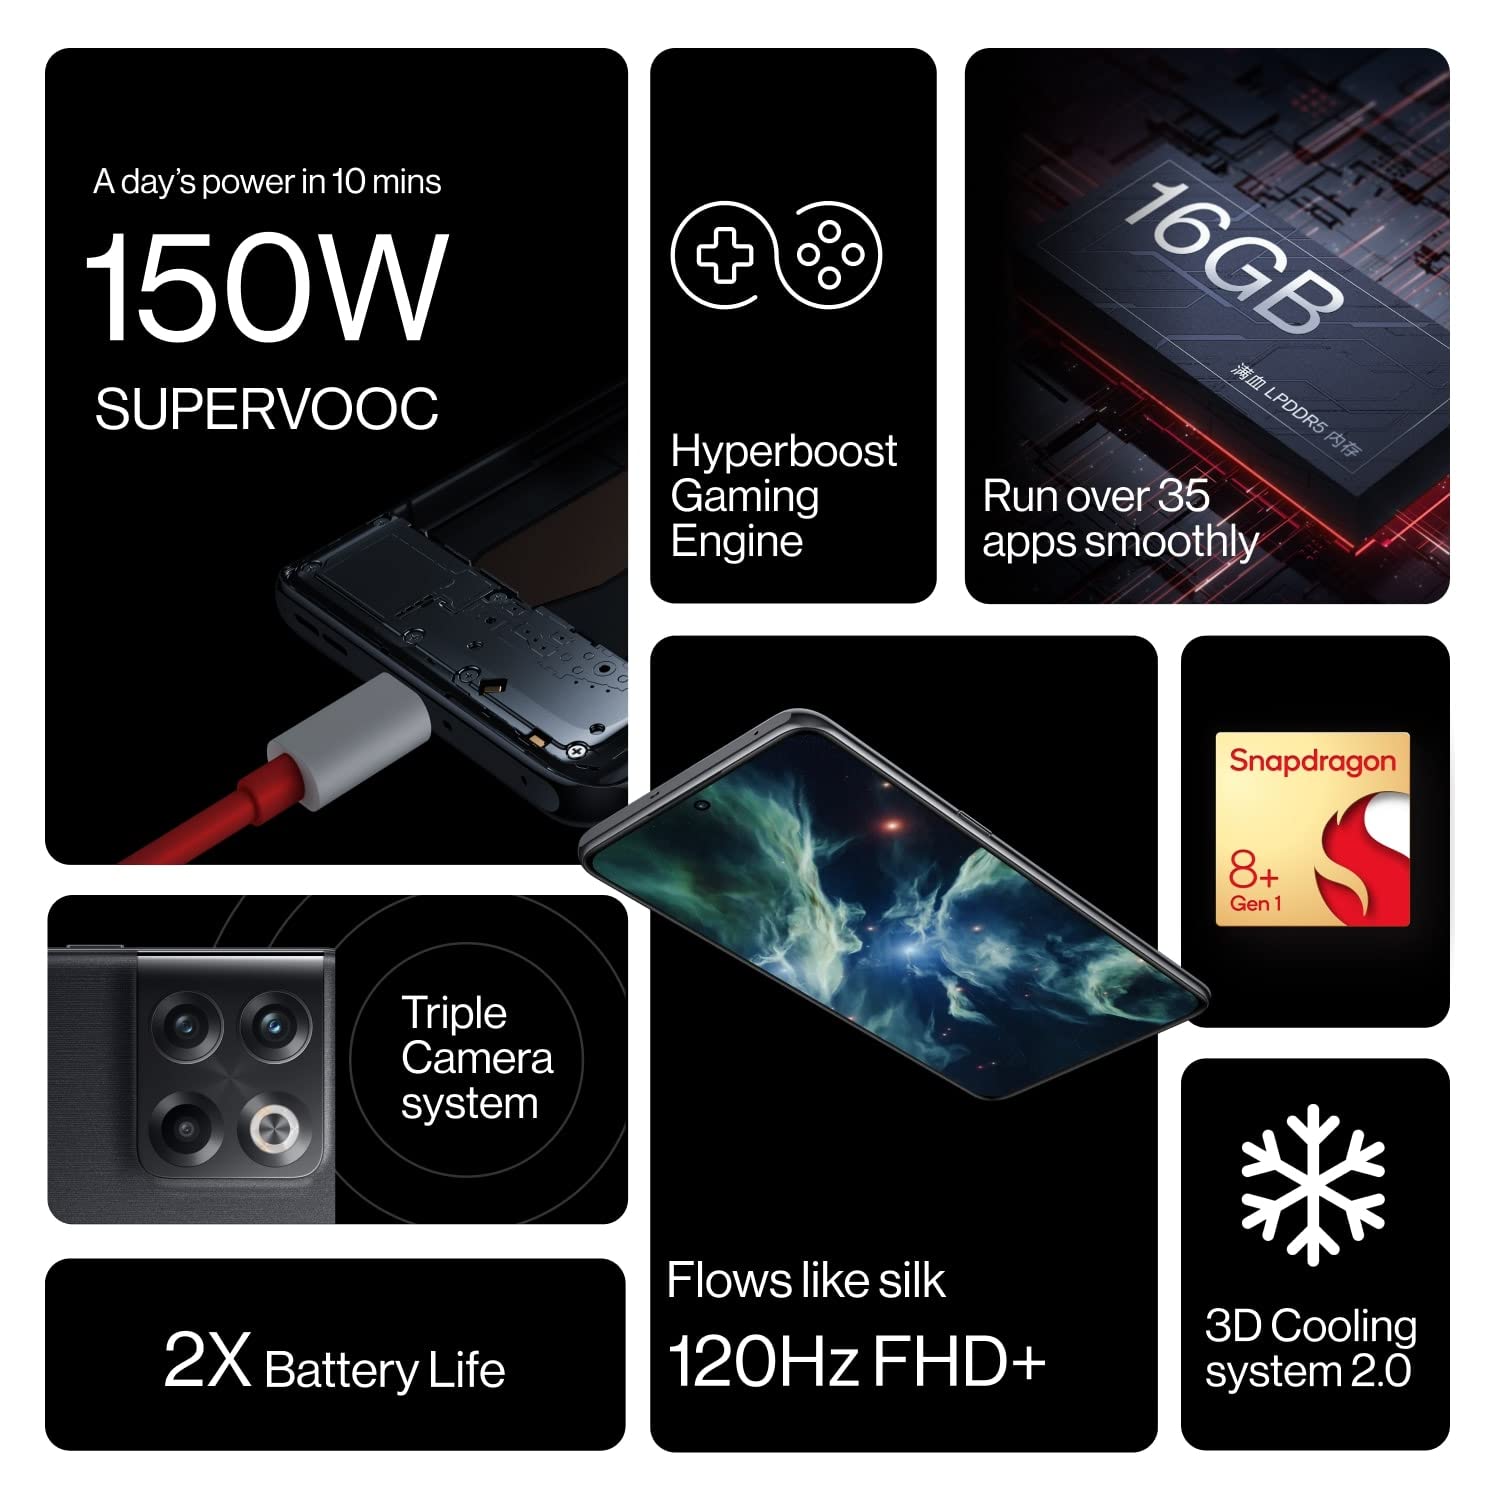 A day's power in 10 mins
150W
SUPERVOOC
Hyperboost
Gaming
Engine
16GB
满血 LPDDR5 内存
Run over 35
apps smoothly
Snapdragon
8+
Gen 1
Triple
Camera
system
Flows like silk
120Hz FHD+
3D Cooling
system 2.0
2X Battery Life